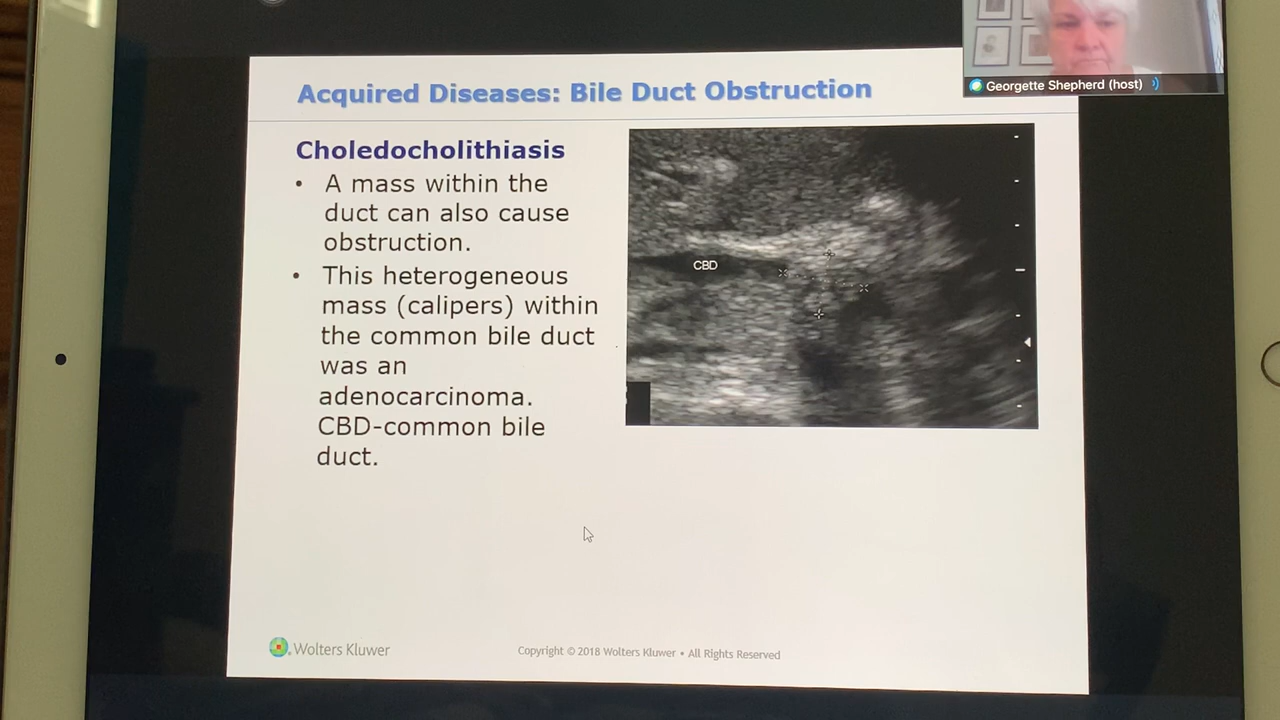 Georgette Shepherd (host)
Acquired Diseases: Bile Duct Obstruction
Choledocholithiasis
• A mass within the
duct can also cause
obstruction.
• This heterogeneous
mass (calipers) within
the common bile duct
was an
adenocarcinoma.
CBD-common bile
duct.
CBD
Wolters Kluwer
Copyright © 2018 Wolters Kluwer • All Rights Reserved